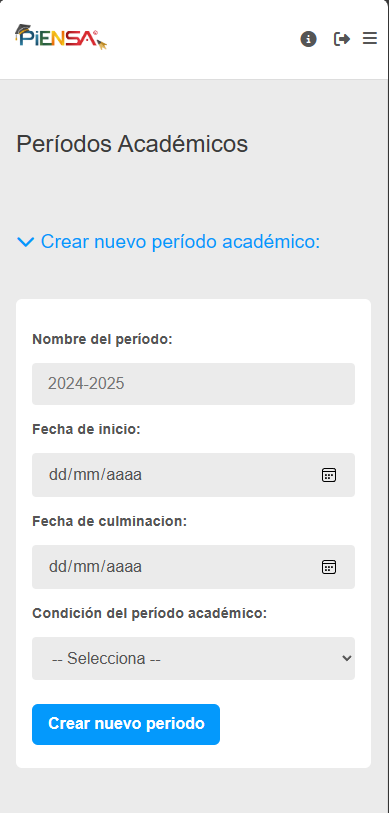 PiENSA
Períodos Académicos
Crear nuevo período académico:
Nombre del período:
2024-2025
Fecha de inicio:
dd/mm/aaaa
Fecha de culminacion:
dd/mm/aaaa
Condición del período académico:
-- Selecciona --
Crear nuevo periodo